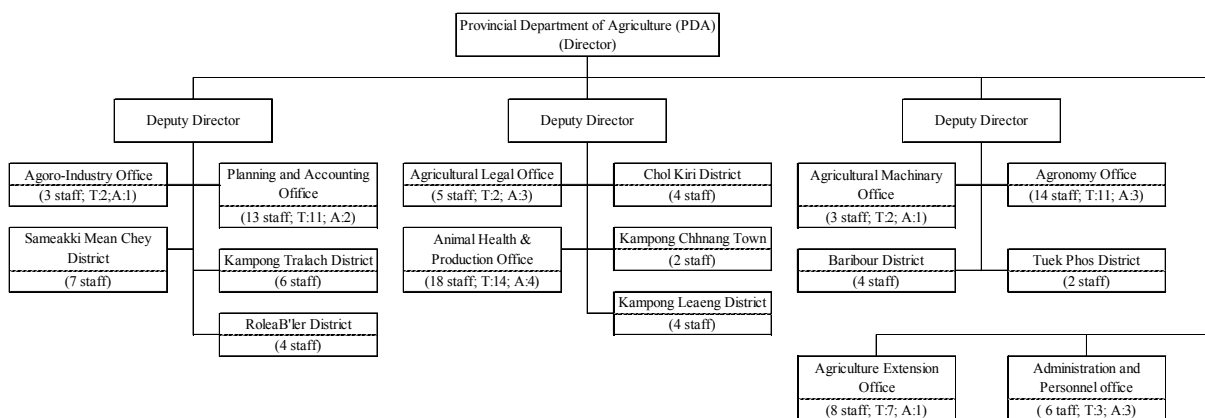 Provincial Department of Agriculture (PDA)
(Director)
Deputy Director
Deputy Director
Deputy Director
Agoro-Industry Office
(3 staff; T:2;A:1)
Planning and Accounting
Ofifice
(13 staff; T:11; A:2)
Sameakki Mean Chey
District
(7 staff)
Kampong Tralach District
(6 staff)
RoleaB'ler District
(4 staff)
Agricultural Legal Office
(5 staff; T:2; A:3)
Chol Kiri District
(4 staff)
Animal Health &
Production Office
(18 staff; T:14; A:4)
Kampong Chhnang Town
(2 staff)
Kampong Leaeng District
(4 staff)
Agricultural Machinary
Office
(3 staff; T:2; A:1)
Agronomy Office
(14 staff; T:11; A:3)
Baribour District
(4 staff)
Tuek Phos District
(2 staff)
Agriculture Extension
Office
(8 staff; T:7; A:1)
Administration and
Personnel office
( 6 taff; T:3; A:3)